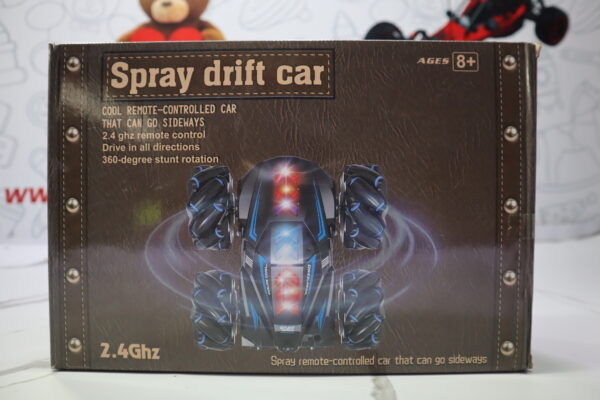 Spray drift car
AGES 8+
COOL REMOTE-CONTROLLED CAR
THAT CAN GO SIDEWAYS
2.4 ghz remote control
Drive in all directions
360-degree stunt rotation
www
2.4Ghz
Spray remote-controlled car that can go sideways